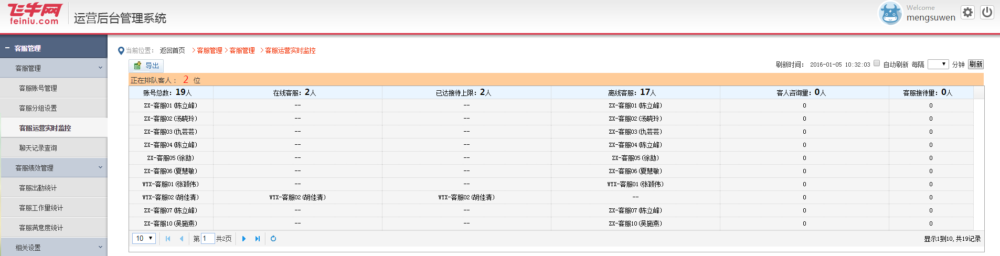 飞牛网
feiniu.com
运营后台管理系统
Welcome
mengsuwen
客服管理
客服管理
客服账号管理
客服分组设置
客服运营实时监控
聊天记录查询
客服绩效管理
客服出勤统计
客服工作量统计
客服满意度统计
相关设置
当前位置： 返回首页 > 客服管理 > 客服管理 > 客服运营实时监控
导出
刷新时间： 2016-01-05 10:32:03 自动刷新 每隔 分钟 刷新
正在排队客人： 2 位
账号总数：19人 在线客服：2人 已达接待上限：2人 离线客服：17人 客人咨询量：0人 客服接待量：0人
ZX-客服01(陈立峰) -- -- ZX-客服01(陈立峰) 0 0
ZX-客服02(汤晓玲) -- -- ZX-客服02(汤晓玲) 0 0
ZX-客服03(仇芸芸) -- -- ZX-客服03(仇芸芸) 0 0
ZX-客服04(陈立峰) -- -- ZX-客服04(陈立峰) 0 0
ZX-客服05(徐劼) -- -- ZX-客服05(徐劼) 0 0
ZX-客服06(夏慧敏) -- -- ZX-客服06(夏慧敏) 0 0
WYX-客服01(张颖伟) -- -- WYX-客服01(张颖伟) 0 0
WYX-客服02(胡佳清) WYX-客服02(胡佳清) WYX-客服02(胡佳清) -- 0 0
ZX-客服07(陈立峰) -- -- ZX-客服07(陈立峰) 0 0
ZX-客服10(吴施燕) -- -- ZX-客服10(吴施燕) 0 0
10 第 1 共2页 显示1到10,共19记录